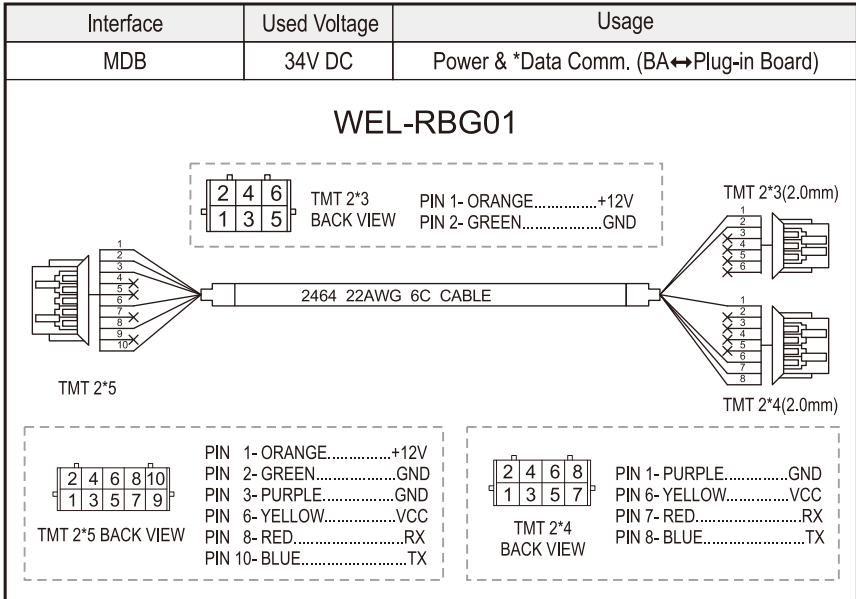 Interface Used Voltage Usage
MDB 34V DC Power & *Data Comm. (BA↔Plug-in Board)
WEL-RBG01
2 4 6
1 3 5
TMT 2*3
BACK VIEW
PIN 1- ORANGE..............+12V
PIN 2- GREEN.................GND
TMT 2*3(2.0mm)
1
2
3
4
5
6
1
2
3
4
5
6
7
8
9
10
2464 22AWG 6C CABLE
1
2
3
4
5
6
7
8
TMT 2*5
TMT 2*4(2.0mm)
2 4 6 8 10
1 3 5 7 9
TMT 2*5 BACK VIEW
PIN 1- ORANGE..............+12V
PIN 2- GREEN.................GND
PIN 3- PURPLE...............GND
PIN 6- YELLOW...............VCC
PIN 8- RED........................RX
PIN 10- BLUE.......................TX
2 4 6 8
1 3 5 7
TMT 2*4
BACK VIEW
PIN 1- PURPLE...............GND
PIN 6- YELLOW...............VCC
PIN 7- RED........................RX
PIN 8- BLUE.......................TX